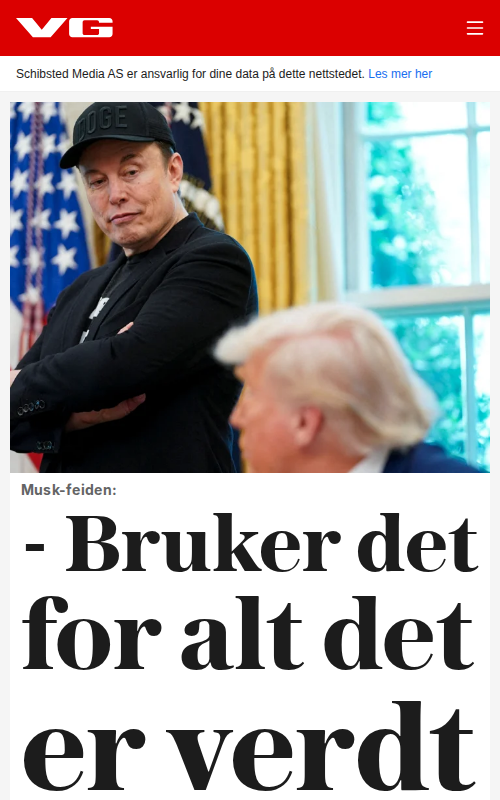 VG
Schibsted Media AS er ansvarlig for dine data på dette nettstedet. Les mer her
DOGE
Musk-feiden:
- Bruker det
for alt det
er verdt